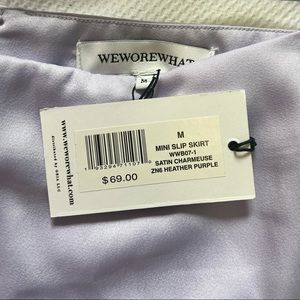 WEWOREWHAT
M
www.weworewhat.com
M
MINI SLIP SKIRT
WWB07-1
SATIN CHARMEUSE
ZN6 HEATHER PURPLE
$69.00